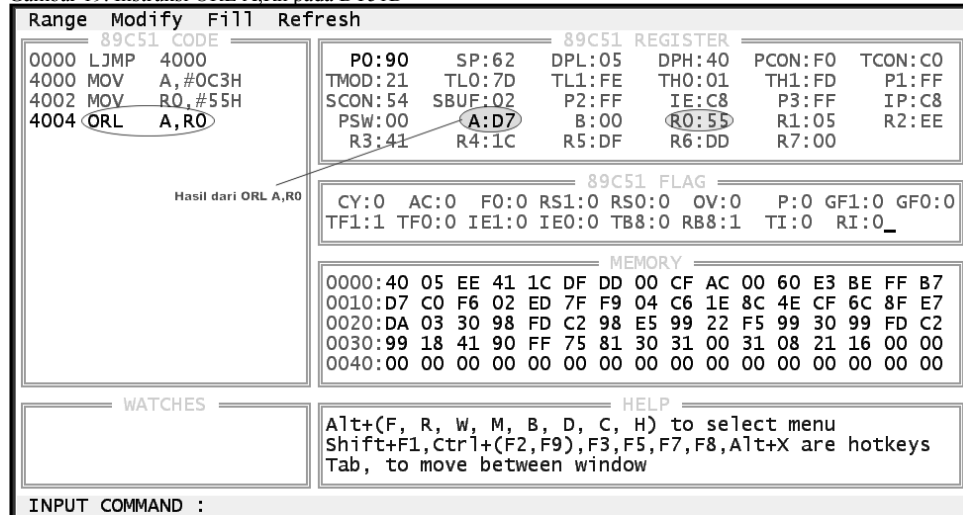 Range Modify Fill Refresh
89C51 CODE
0000 LJMP 4000
4000 MOV A,#0C3H
4002 MOV R0,#55H
4004 ORL A,R0
Hasil dari ORL A,R0
89C51 REGISTER
P0:90 SP:62 DPL:05 DPH:40 PCON:F0 TCON:C0
TMOD:21 TL0:7D TL1:FE TH0:01 TH1:FD P1:FF
SCON:54 SBUF:02 P2:FF IE:C8 P3:FF IP:C8
PSW:00 A:D7 B:00 R0:55 R1:05 R2:EE
R3:41 R4:1C R5:DF R6:DD R7:00
89C51 FLAG
CY:0 AC:0 F0:0 RS1:0 RS0:0 OV:0 P:0 GF1:0 GF0:0
TF1:1 TF0:0 IE1:0 IE0:0 TB8:0 RB8:1 TI:0 RI:0_
MEMORY
0000:40 05 EE 41 1C DF DD 00 CF AC 00 60 E3 BE FF B7
0010:D7 C0 F6 02 ED 7F F9 04 C6 1E 8C 4E CF 6C 8F E7
0020:DA 03 30 98 FD C2 98 E5 99 22 F5 99 30 99 FD C2
0030:99 18 41 90 FF 75 81 30 31 00 31 08 21 16 00 00
0040:00 00 00 00 00 00 00 00 00 00 00 00 00 00 00 00
WATCHES
HELP
Alt+(F, R, W, M, B, D, C, H) to select menu
Shift+F1,Ctrl+(F2,F9),F3,F5,F7,F8,Alt+X are hotkeys
Tab, to move between window
INPUT COMMAND :